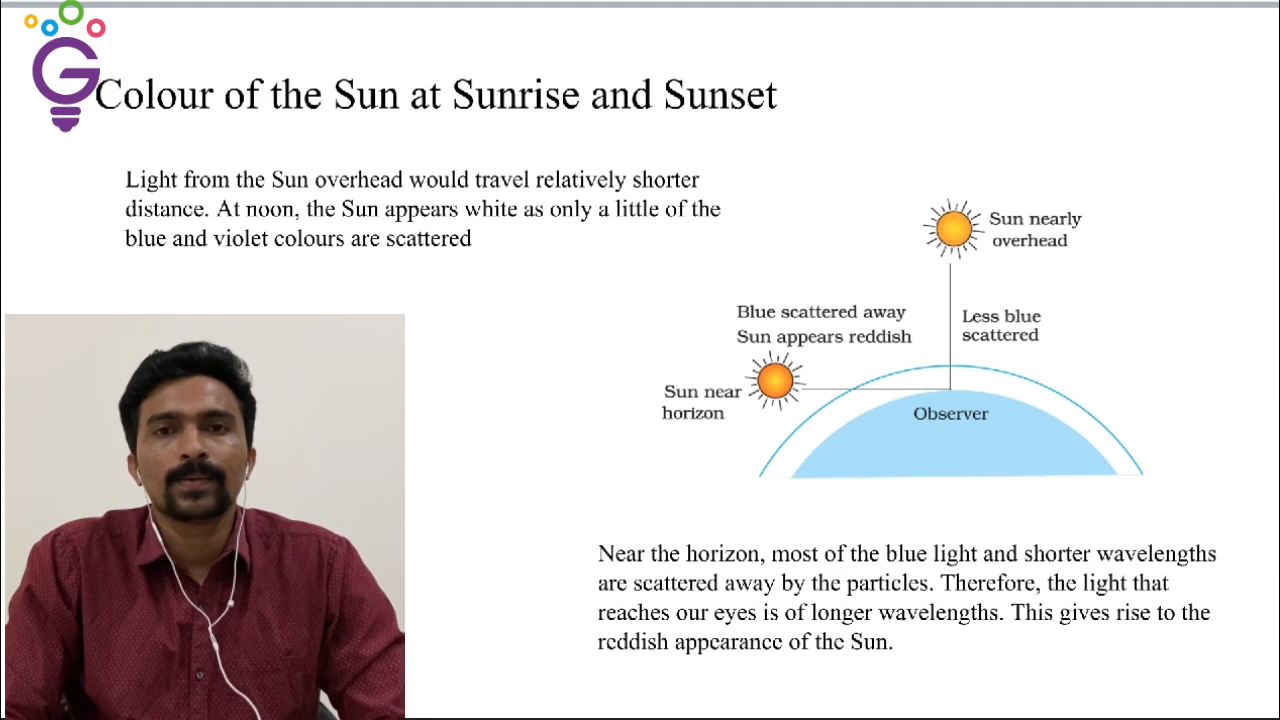 G
Colour of the Sun at Sunrise and Sunset
Light from the Sun overhead would travel relatively shorter
distance. At noon, the Sun appears white as only a little of the
blue and violet colours are scattered
Sun nearly
overhead
Blue scattered away
Sun appears reddish
Less blue
scattered
Sun near
horizon
Observer
Near the horizon, most of the blue light and shorter wavelengths
are scattered away by the particles. Therefore, the light that
reaches our eyes is of longer wavelengths. This gives rise to the
reddish appearance of the Sun.